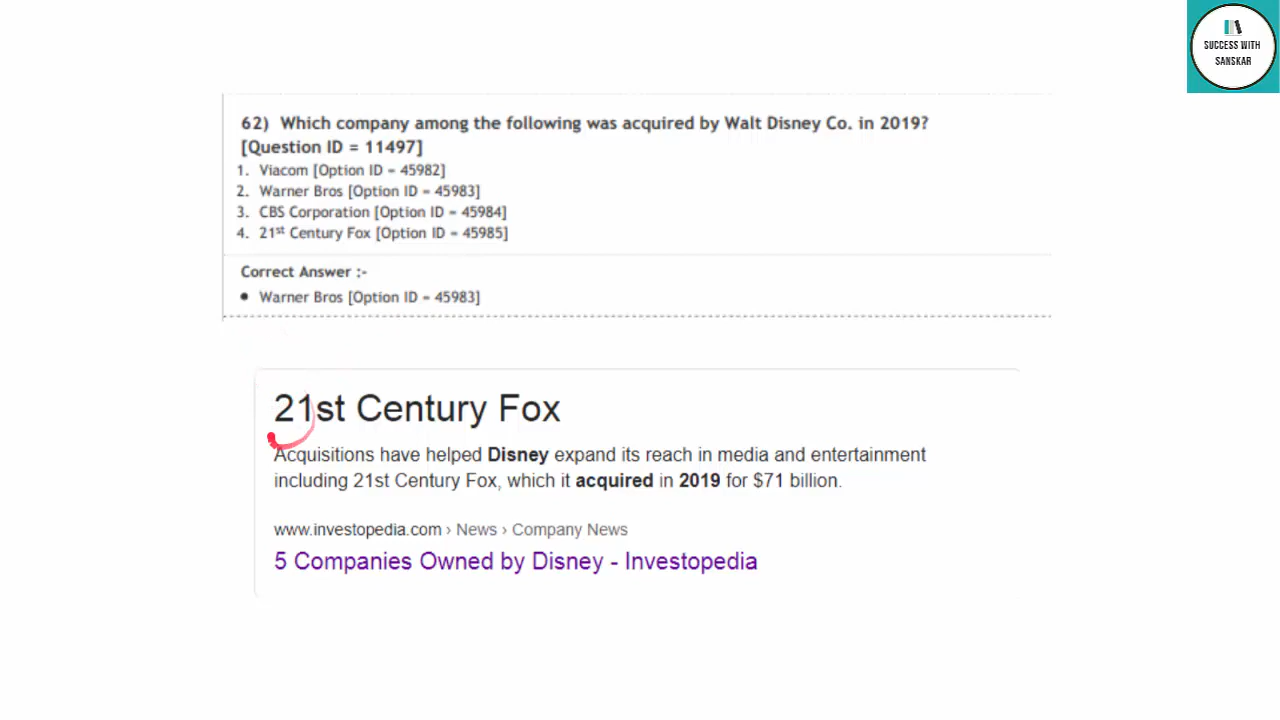 SUCCESS WITH
SANSKAR
62) Which company among the following was acquired by Walt Disney Co. in 2019?
[Question ID = 11497]
1. Viacom [Option ID = 45982]
2. Warner Bros [Option ID = 45983]
3. CBS Corporation [Option ID = 45984]
4. 21st Century Fox [Option ID = 45985]
Correct Answer :-
• Warner Bros [Option ID = 45983]
21st Century Fox
Acquisitions have helped Disney expand its reach in media and entertainment
including 21st Century Fox, which it acquired in 2019 for $71 billion.
www.investopedia.com › News › Company News
5 Companies Owned by Disney - Investopedia